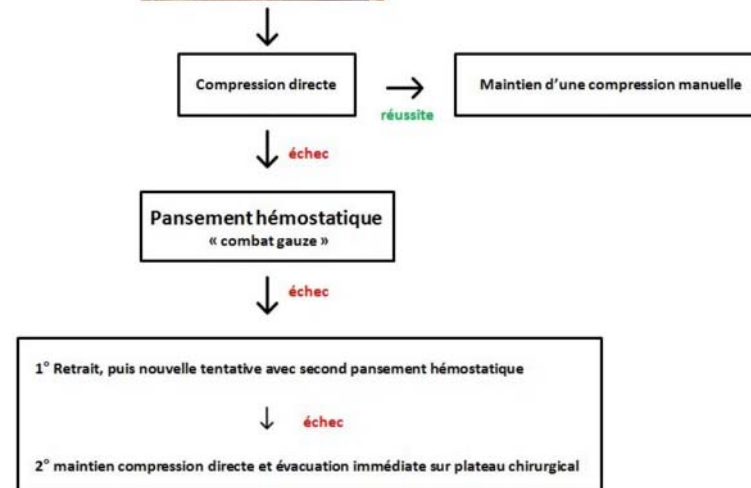 Compression directe
Maintien d'une compression manuelle
réussite
échec
Pansement hémostatique
« combat gauze »
échec
1° Retrait, puis nouvelle tentative avec second pansement hémostatique
échec
2° maintien compression directe et évacuation immédiate sur plateau chirurgical